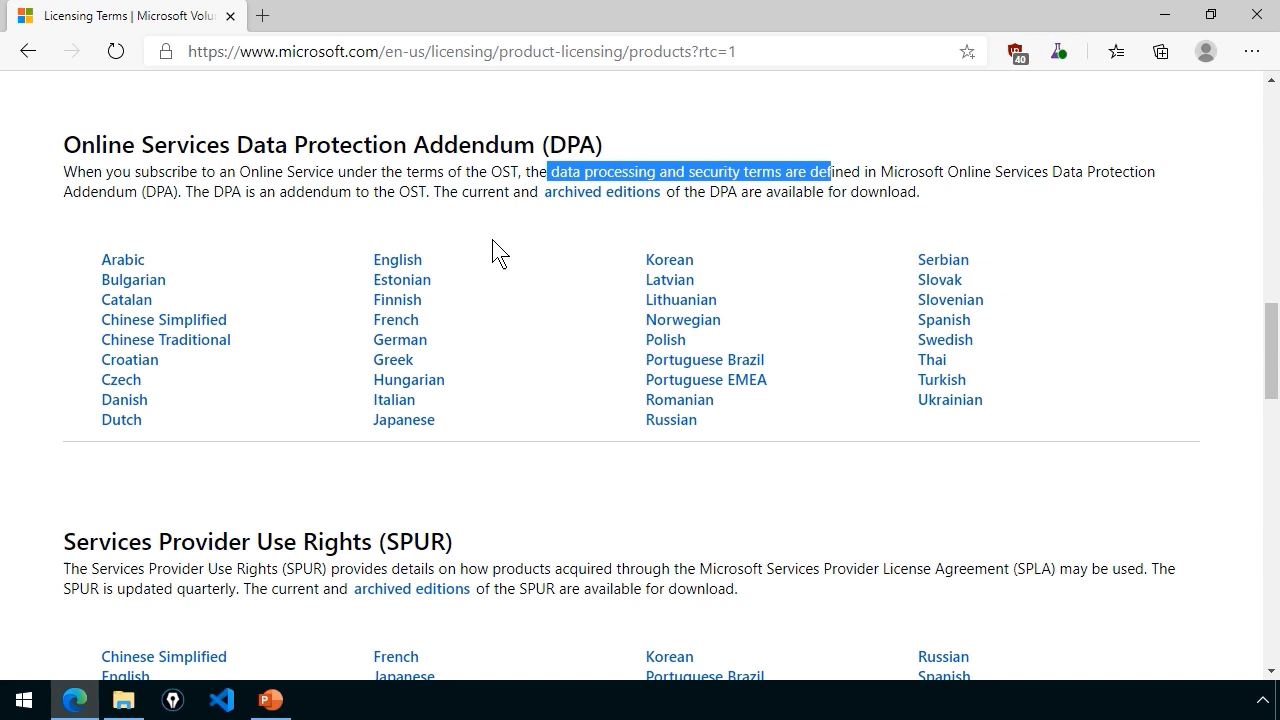 Licensing Terms | Microsoft Volu
https://www.microsoft.com/en-us/licensing/product-licensing/products?rtc=1
40
Online Services Data Protection Addendum (DPA)
When you subscribe to an Online Service under the terms of the OST, the data processing and security terms are defined in Microsoft Online Services Data Protection
Addendum (DPA). The DPA is an addendum to the OST. The current and archived editions of the DPA are available for download.
Arabic English Korean Serbian
Bulgarian Estonian Latvian Slovak
Catalan Finnish Lithuanian Slovenian
Chinese Simplified French Norwegian Spanish
Chinese Traditional German Polish Swedish
Croatian Greek Portuguese Brazil Thai
Czech Hungarian Portuguese EMEA Turkish
Danish Italian Romanian Ukrainian
Dutch Japanese Russian
Services Provider Use Rights (SPUR)
The Services Provider Use Rights (SPUR) provides details on how products acquired through the Microsoft Services Provider License Agreement (SPLA) may be used. The
SPUR is updated quarterly. The current and archived editions of the SPUR are available for download.
Chinese Simplified French Korean Russian
English Japanese Portuguese Brazil Spanish